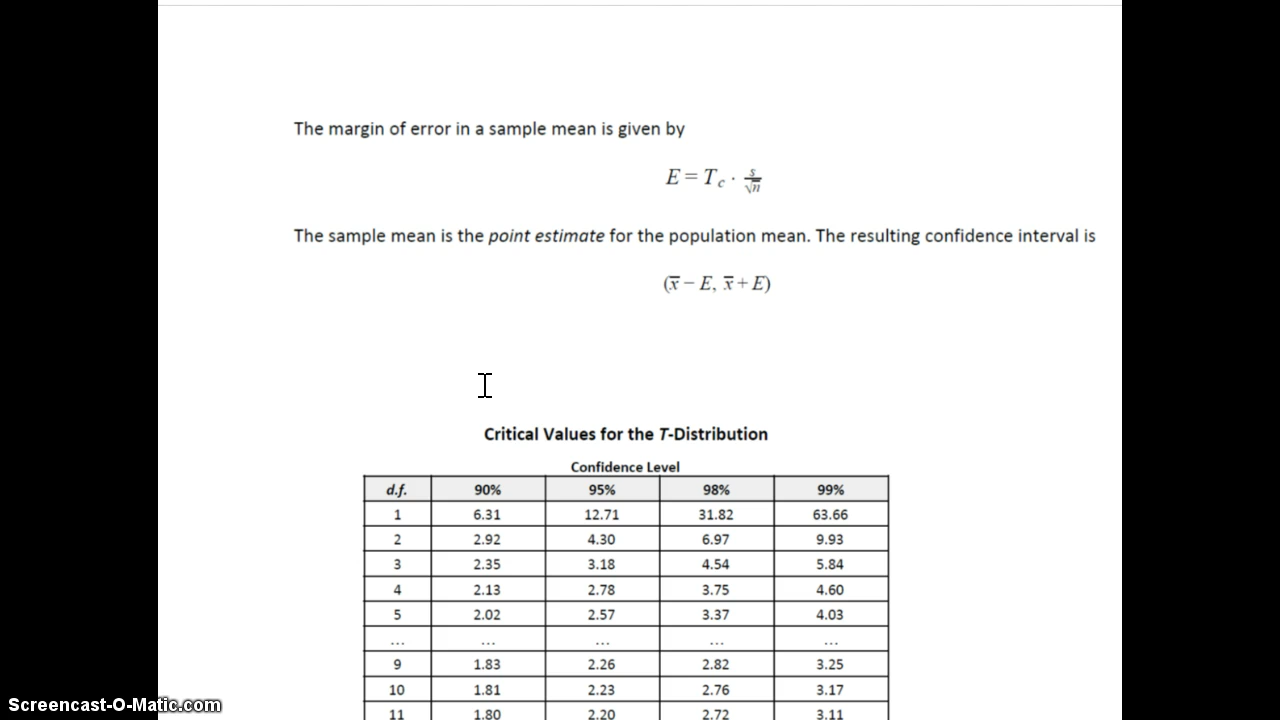 The margin of error in a sample mean is given by
E = T_c · s/√n
The sample mean is the point estimate for the population mean. The resulting confidence interval is
(x̅ − E, x̅ + E)
Critical Values for the T-Distribution
Confidence Level
d.f. 90% 95% 98% 99%
1 6.31 12.71 31.82 63.66
2 2.92 4.30 6.97 9.93
3 2.35 3.18 4.54 5.84
4 2.13 2.78 3.75 4.60
5 2.02 2.57 3.37 4.03
... ... ... ... ...
9 1.83 2.26 2.82 3.25
10 1.81 2.23 2.76 3.17
11 1.80 2.20 2.72 3.11
Screencast-O-Matic.com